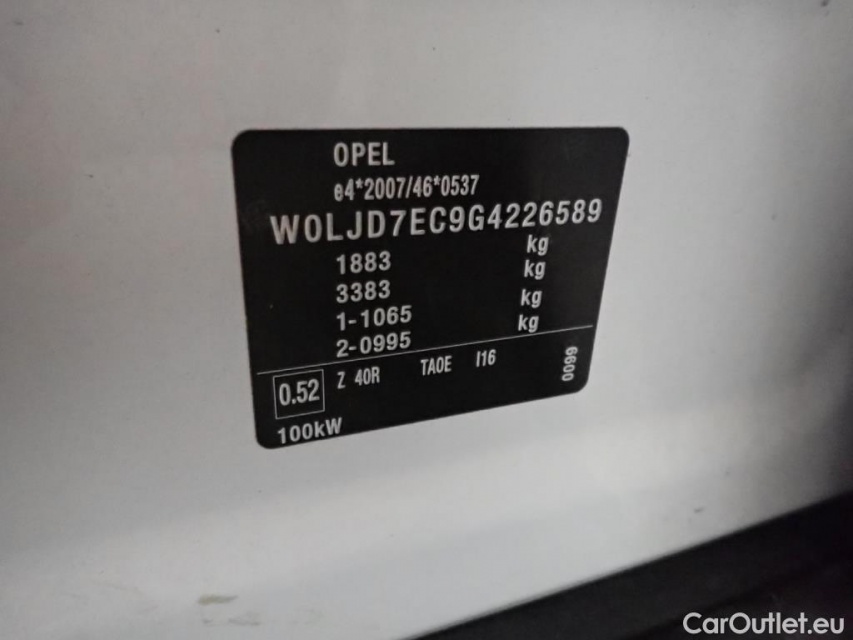 OPEL
e4*2007/46*0537
W0LJD7EC9G4226589
1883 kg
3383 kg
1-1065 kg
2-0995 kg
0.52 Z 40R TA0E I16 0099
100kW
CarOutlet.eu